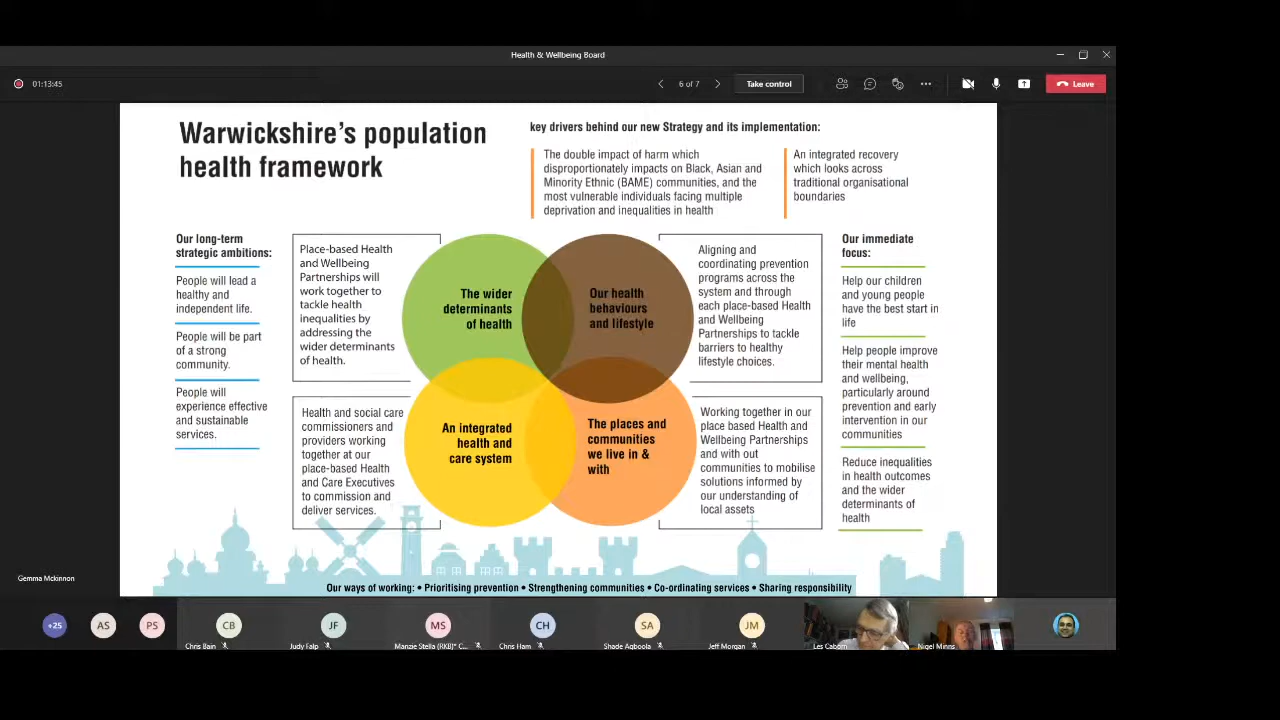 Health & Wellbeing Board
01:13:45
6 of 7
Take control
Leave
Warwickshire's population
health framework
key drivers behind our new Strategy and its implementation:
The double impact of harm which
disproportionately impacts on Black, Asian and
Minority Ethnic (BAME) communities, and the
most vulnerable individuals facing multiple
deprivation and inequalities in health
An integrated recovery
which looks across
traditional organisational
boundaries
Our long-term
strategic ambitions:
People will lead a
healthy and
independent life.
People will be part
of a strong
community.
People will
experience effective
and sustainable
services.
Place-based Health
and Wellbeing
Partnerships will
work together to
tackle health
inequalities by
addressing the
wider determinants
of health.
The wider
determinants
of health
Our health
behaviours
and lifestyle
Aligning and
coordinating prevention
programs across the
system and through
each place-based Health
and Wellbeing
Partnerships to tackle
barriers to healthy
lifestyle choices.
Health and social care
commissioners and
providers working
together at our
place-based Health
and Care Executives
to commission and
deliver services.
An integrated
health and
care system
The places and
communities
we live in &
with
Working together in our
place based Health and
Wellbeing Partnerships
and with out
communities to mobilise
solutions informed by
our understanding of
local assets
Our immediate
focus:
Help our children
and young people
have the best start in
life
Help people improve
their mental health
and wellbeing,
particularly around
prevention and early
intervention in our
communities
Reduce inequalities
in health outcomes
and the wider
determinants of
health
Our ways of working: • Prioritising prevention • Strengthening communities • Co-ordinating services • Sharing responsibility
Gemma Mckinnon
+25
AS
PS
CB
JF
MS
CH
SA
JM
Chris Bain
Judy Falp
Manzie Stella (RKB)* C...
Chris Ham
Shade Agboola
Jeff Morgan
Les Caborn
Nigel Minns